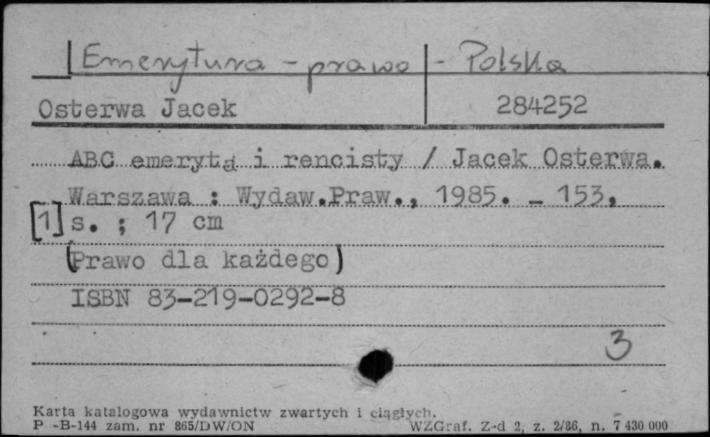 Emerytura - prawo - Polska
Osterwa Jacek 284252
ABC emeryta i rencisty / Jacek Osterwa.
Warszawa : Wydaw.Praw., 1985. - 153,
[1] s. ; 17 cm
(Prawo dla każdego)
ISBN 83-219-0292-8
3
Karta katalogowa wydawnictw zwartych i ciągłych.
P -B-144 zam. nr 865/DW/ON WZGraf. Z-d 2, z. 2/86, n. 7 430 000